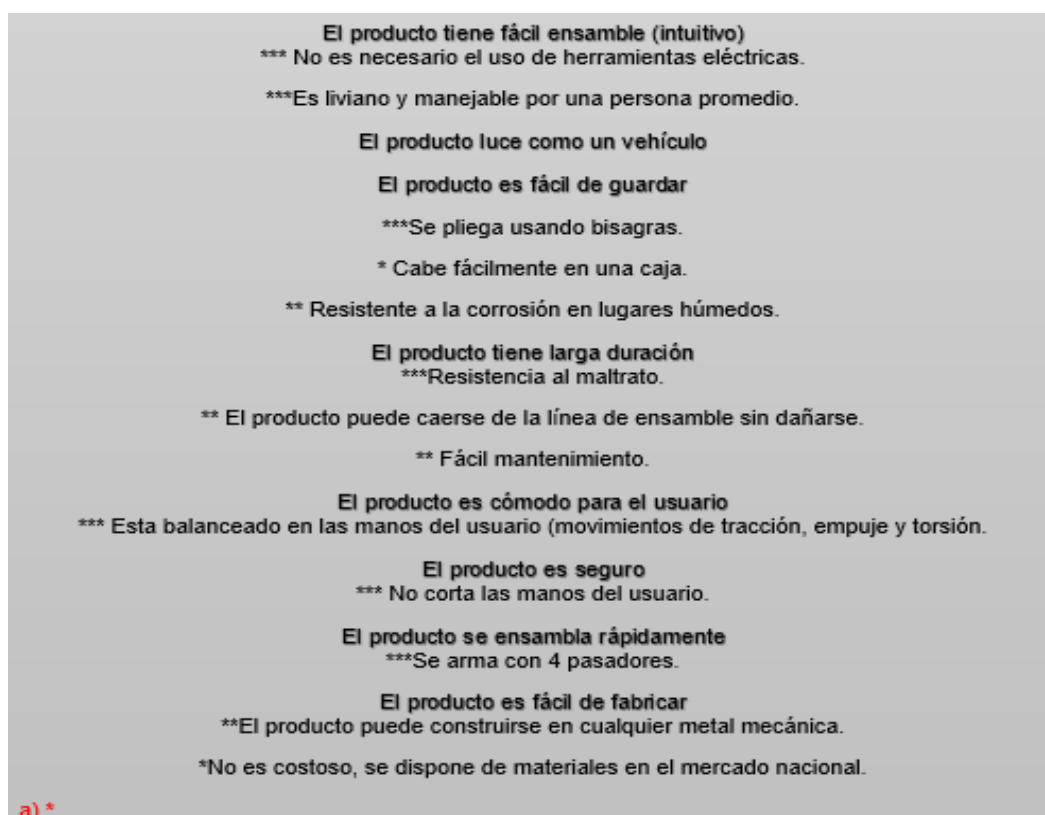 El producto tiene fácil ensamble (intuitivo)
*** No es necesario el uso de herramientas eléctricas.
***Es liviano y manejable por una persona promedio.
El producto luce como un vehículo
El producto es fácil de guardar
***Se pliega usando bisagras.
* Cabe fácilmente en una caja.
** Resistente a la corrosión en lugares húmedos.
El producto tiene larga duración
***Resistencia al maltrato.
** El producto puede caerse de la línea de ensamble sin dañarse.
** Fácil mantenimiento.
El producto es cómodo para el usuario
*** Esta balanceado en las manos del usuario (movimientos de tracción, empuje y torsión.
El producto es seguro
*** No corta las manos del usuario.
El producto se ensambla rápidamente
***Se arma con 4 pasadores.
El producto es fácil de fabricar
**El producto puede construirse en cualquier metal mecánica.
*No es costoso, se dispone de materiales en el mercado nacional.
a) *